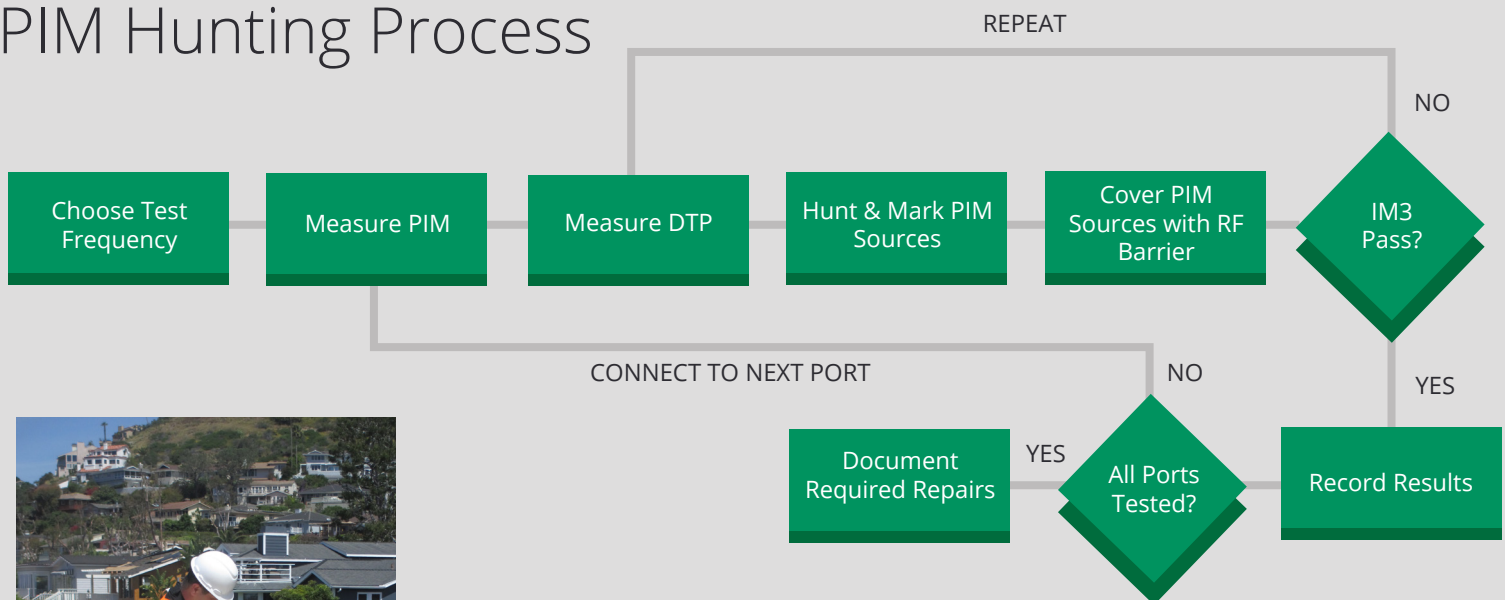 PIM Hunting Process
REPEAT
NO
Choose Test
Frequency
Measure PIM
Measure DTP
Hunt & Mark PIM
Sources
Cover PIM
Sources with RF
Barrier
IM3
Pass?
CONNECT TO NEXT PORT
NO
YES
Document
Required Repairs
YES
All Ports
Tested?
Record Results